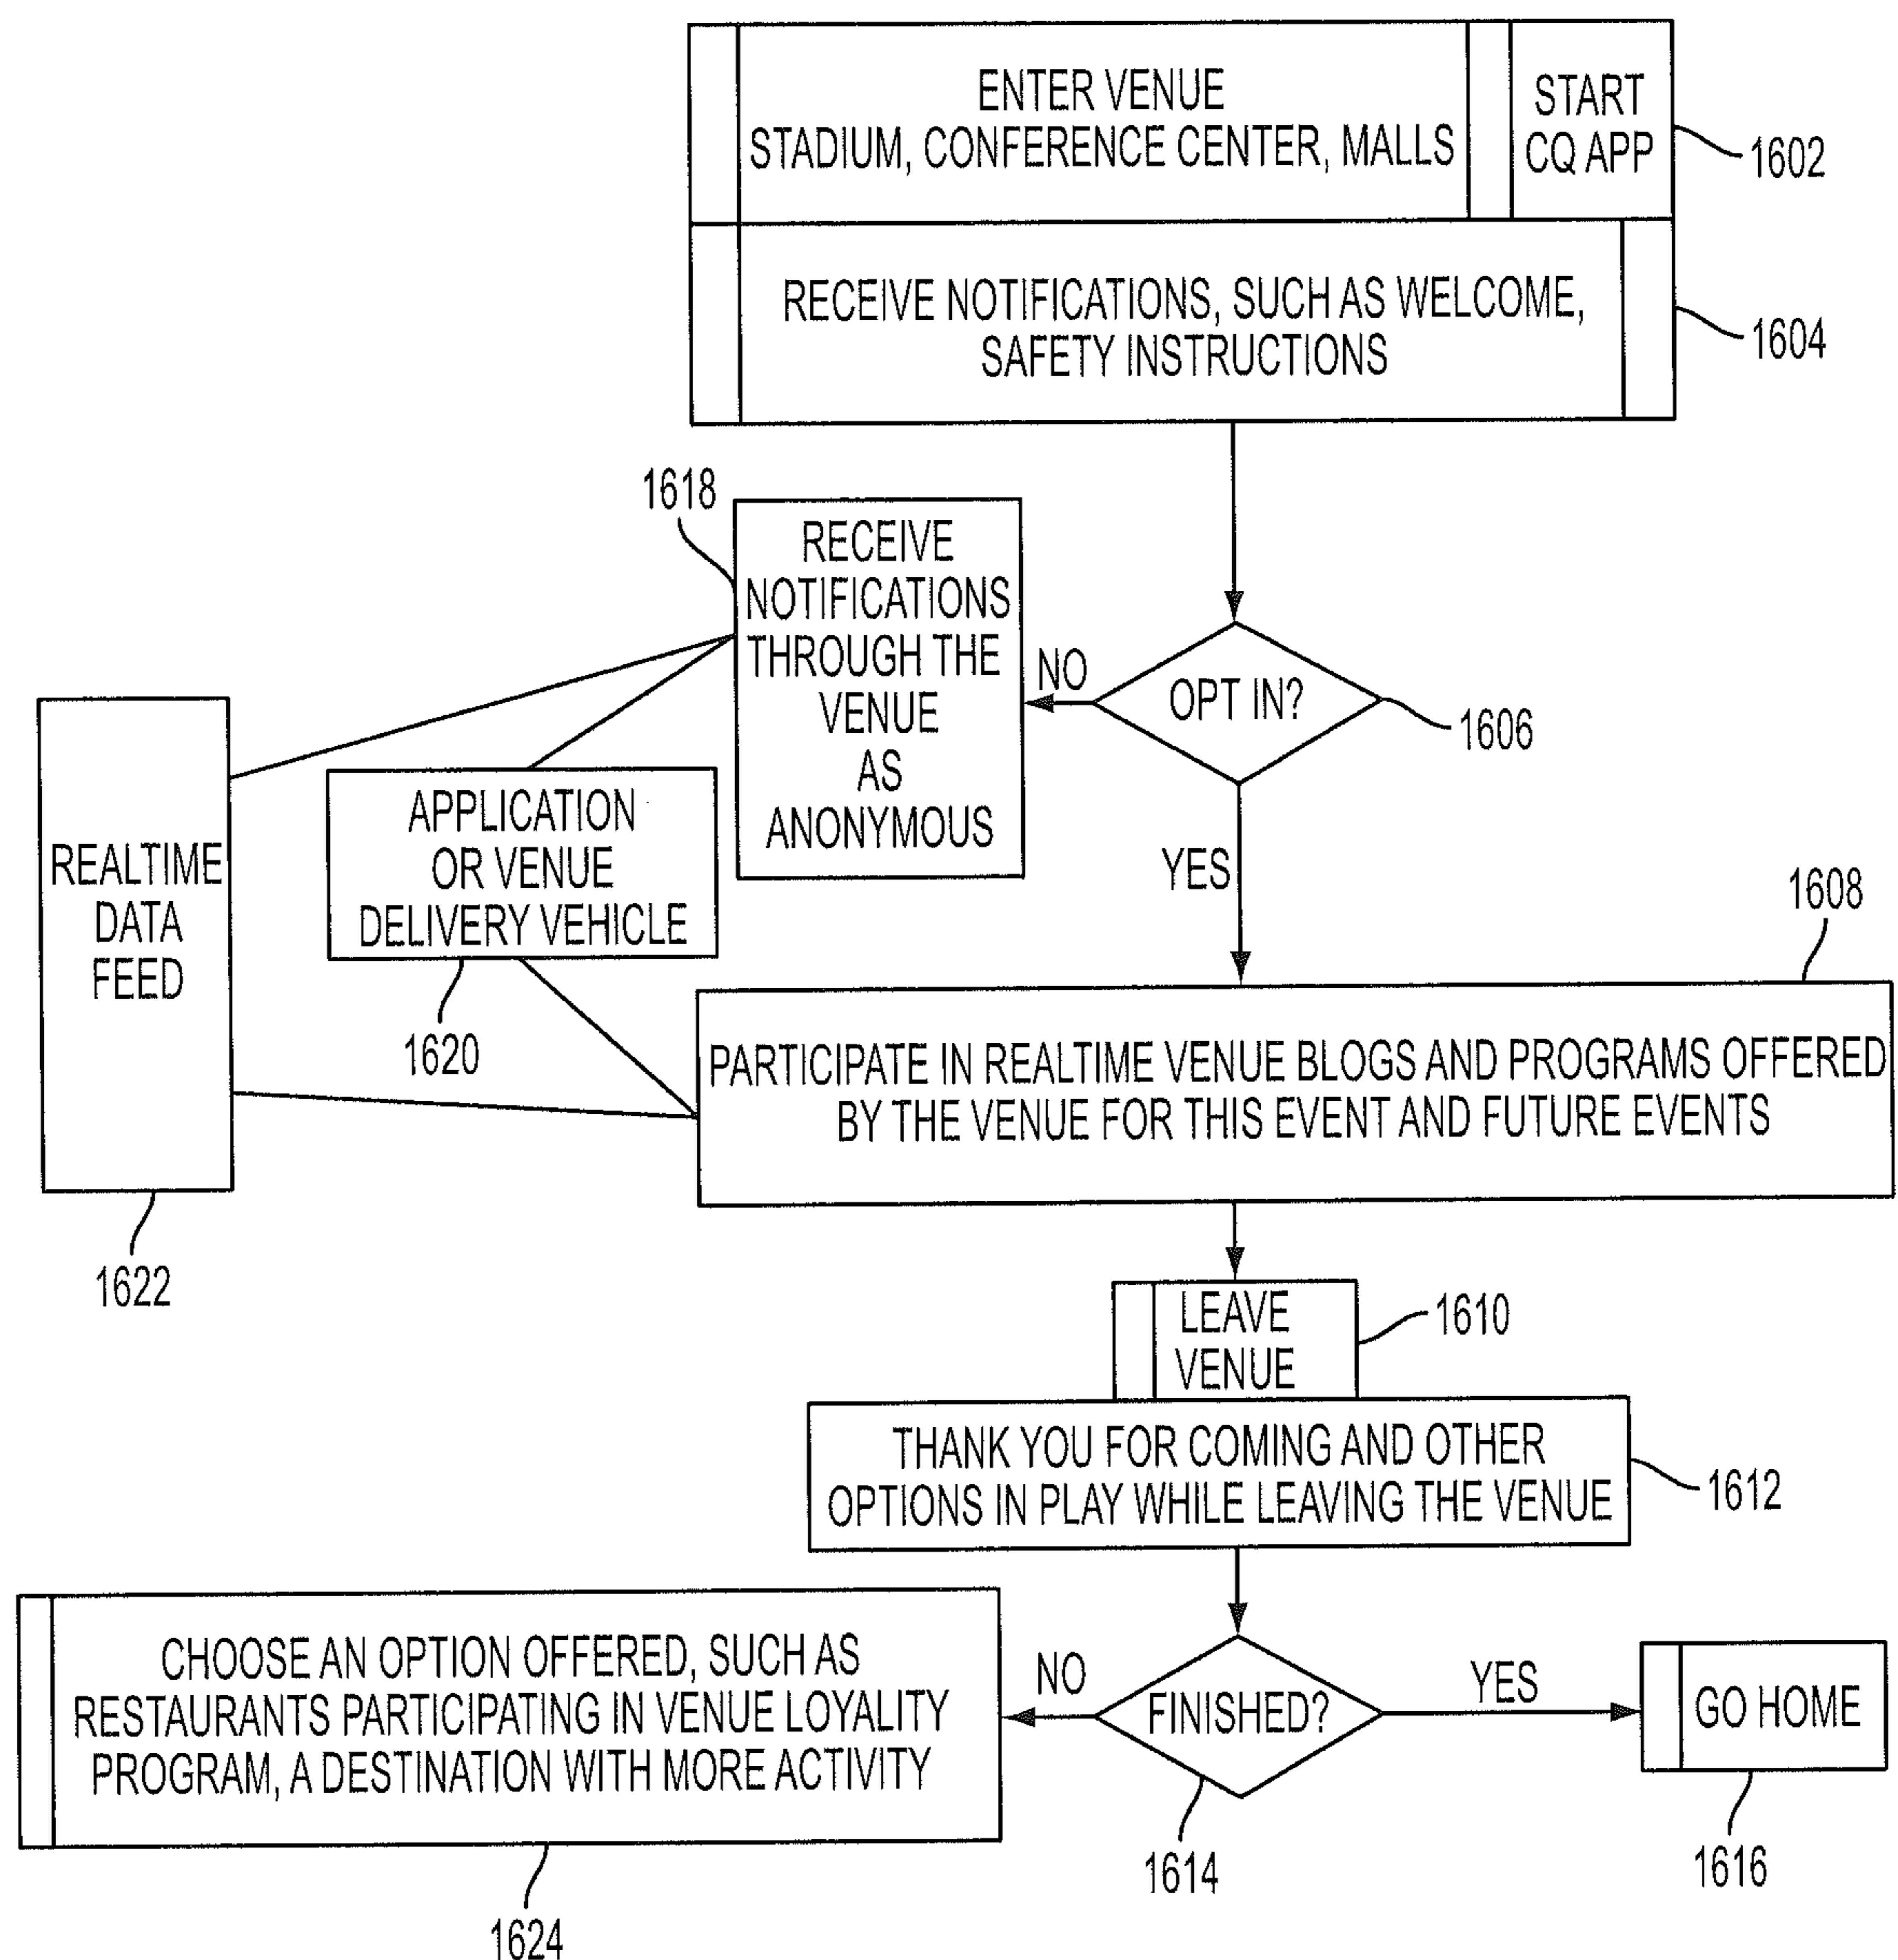 ENTER VENUE
STADIUM, CONFERENCE CENTER, MALLS
START
CQ APP
1602
RECEIVE NOTIFICATIONS, SUCH AS WELCOME,
SAFETY INSTRUCTIONS
1604
1618
RECEIVE
NOTIFICATIONS
THROUGH THE
VENUE
AS
ANONYMOUS
NO
OPT IN?
1606
YES
REALTIME
DATA
FEED
1622
APPLICATION
OR VENUE
DELIVERY VEHICLE
1620
1608
PARTICIPATE IN REALTIME VENUE BLOGS AND PROGRAMS OFFERED
BY THE VENUE FOR THIS EVENT AND FUTURE EVENTS
LEAVE
VENUE
1610
THANK YOU FOR COMING AND OTHER
OPTIONS IN PLAY WHILE LEAVING THE VENUE
1612
CHOOSE AN OPTION OFFERED, SUCH AS
RESTAURANTS PARTICIPATING IN VENUE LOYALITY
PROGRAM, A DESTINATION WITH MORE ACTIVITY
1624
NO
FINISHED?
1614
YES
GO HOME
1616